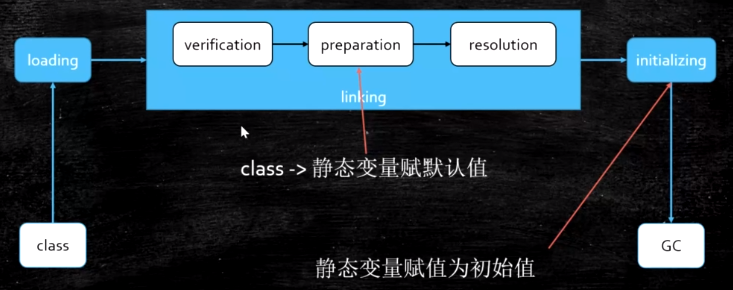 verification
preparation
resolution
loading
initializing
linking
class -> 静态变量赋默认值
class
GC
静态变量赋值为初始值